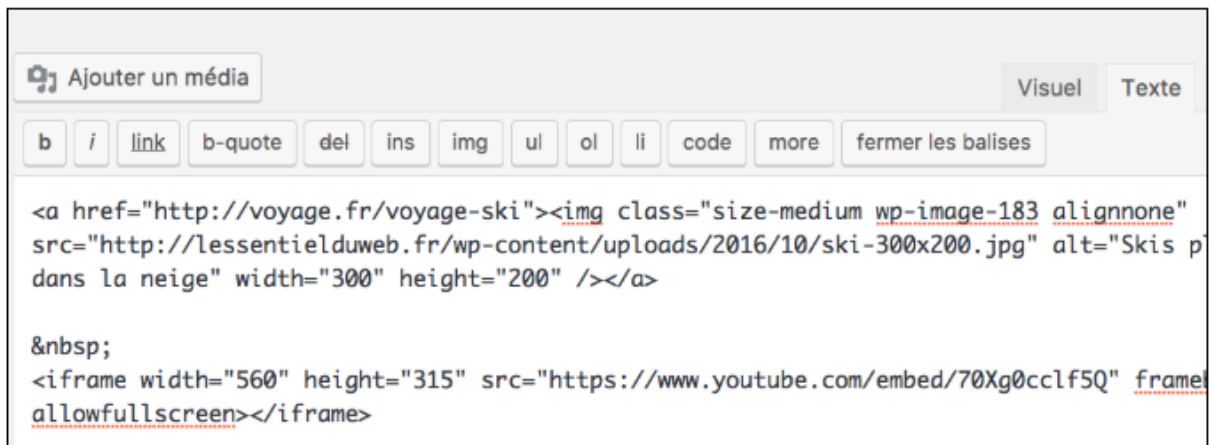 Ajouter un média
Visuel Texte
b i link b-quote del ins img ul ol li code more fermer les balises
<a href="http://voyage.fr/voyage-ski"><img class="size-medium wp-image-183 alignnone"
src="http://lessentielduweb.fr/wp-content/uploads/2016/10/ski-300x200.jpg" alt="Skis
dans la neige" width="300" height="200" /></a>
&nbsp;
<iframe width="560" height="315" src="https://www.youtube.com/embed/70Xg0cclf5Q"
allowfullscreen></iframe>